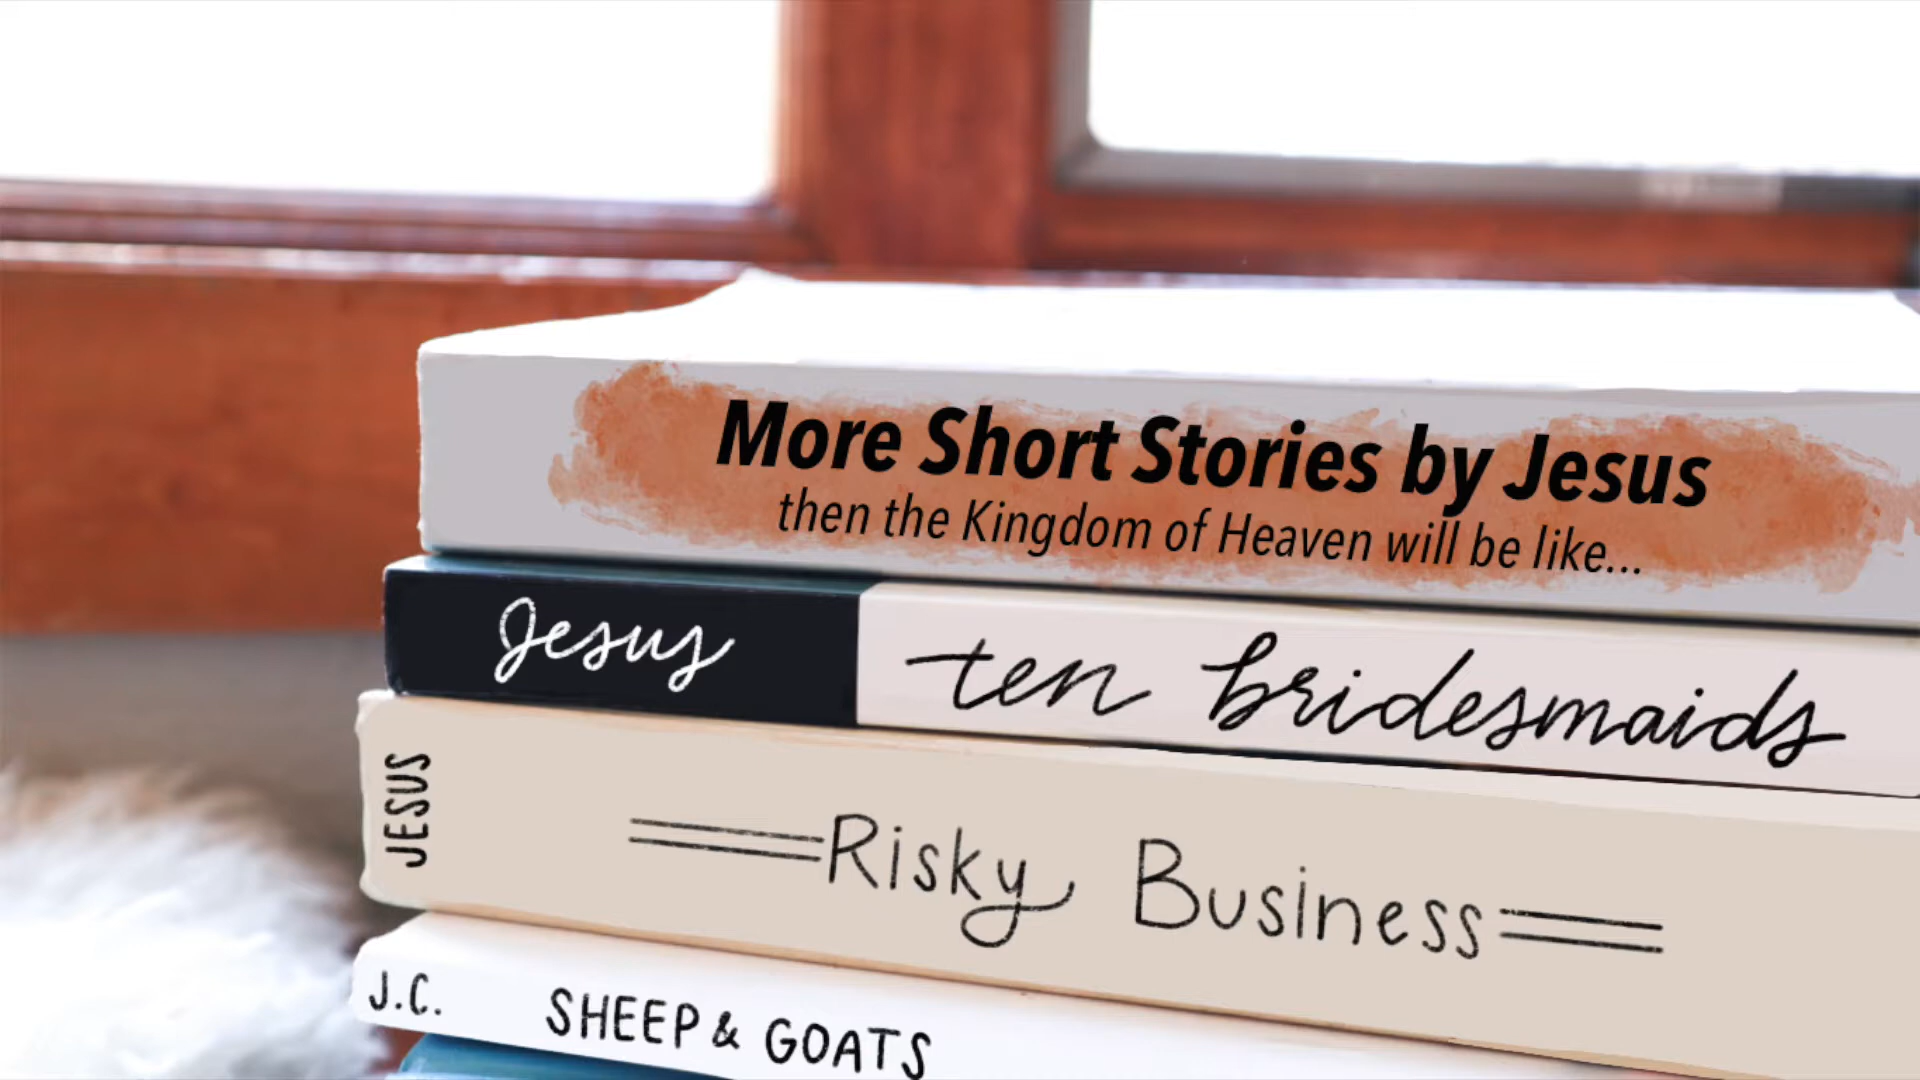 More Short Stories by Jesus
then the Kingdom of Heaven will be like...
Jesus ten bridesmaids
JESUS
Risky Business
J.C. SHEEP & GOATS